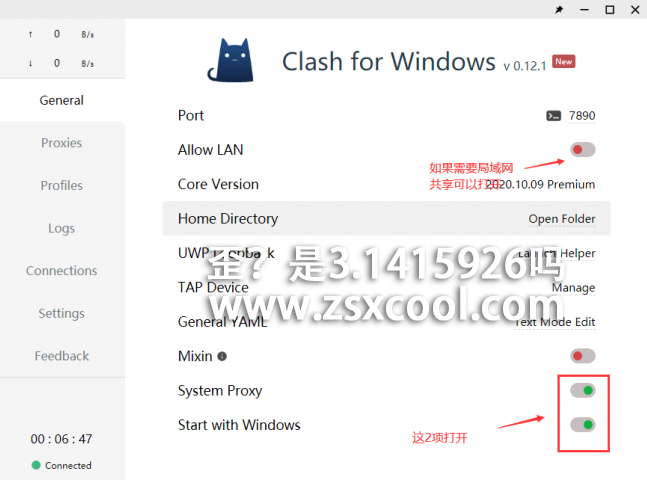 ↑ 0 B/s
↓ 0 B/s
General
Proxies
Profiles
Logs
Connections
Settings
Feedback
00 : 06 : 47
Connected
Clash for Windows v 0.12.1 New
Port 7890
Allow LAN
如果需要局域网
共享可以打开
Core Version 2020.10.09 Premium
Home Directory Open Folder
UWP Loopback Launch Helper
TAP Device Manage
General YAML Text Mode Edit
歪？是3.1415926吗
www.zsxcool.com
Mixin
System Proxy
Start with Windows
这2项打开